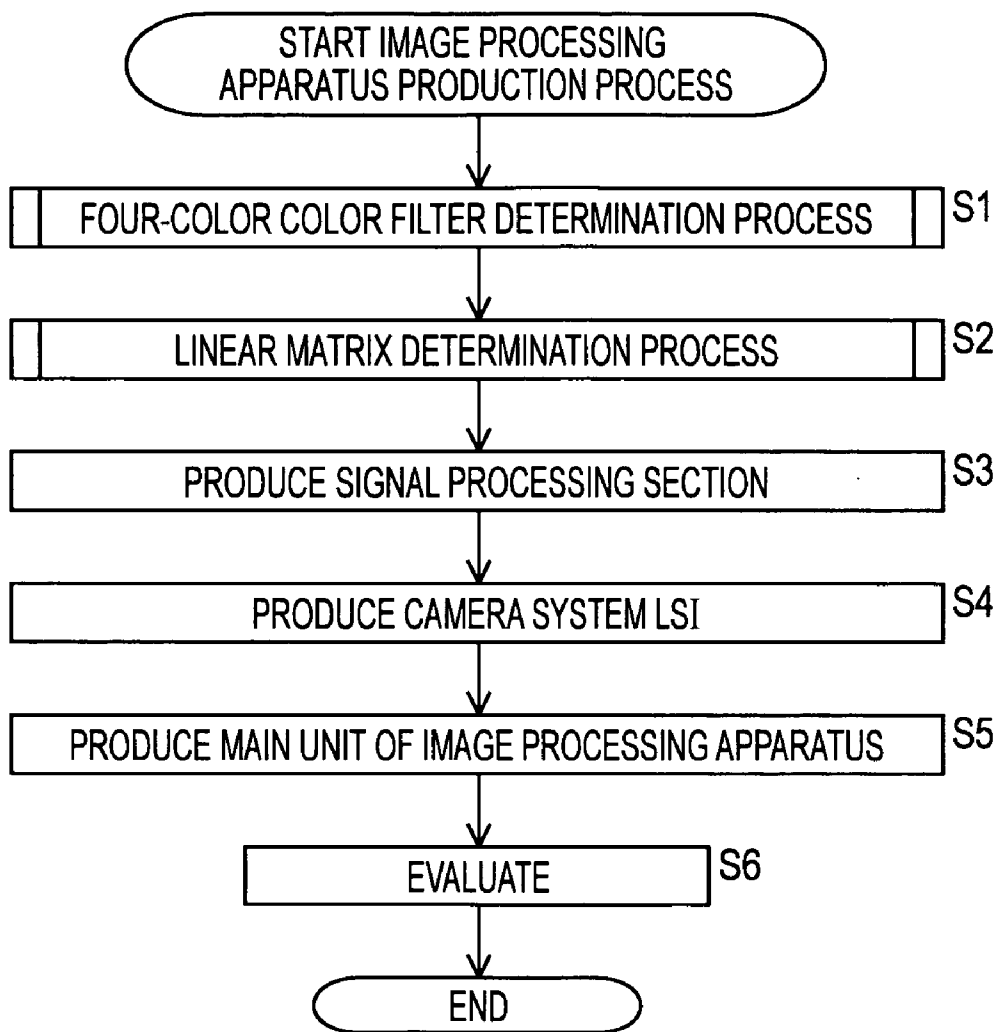 START IMAGE PROCESSING
APPARATUS PRODUCTION PROCESS
FOUR-COLOR COLOR FILTER DETERMINATION PROCESS
S1
LINEAR MATRIX DETERMINATION PROCESS
S2
PRODUCE SIGNAL PROCESSING SECTION
S3
PRODUCE CAMERA SYSTEM LSI
S4
PRODUCE MAIN UNIT OF IMAGE PROCESSING APPARATUS
S5
EVALUATE
S6
END